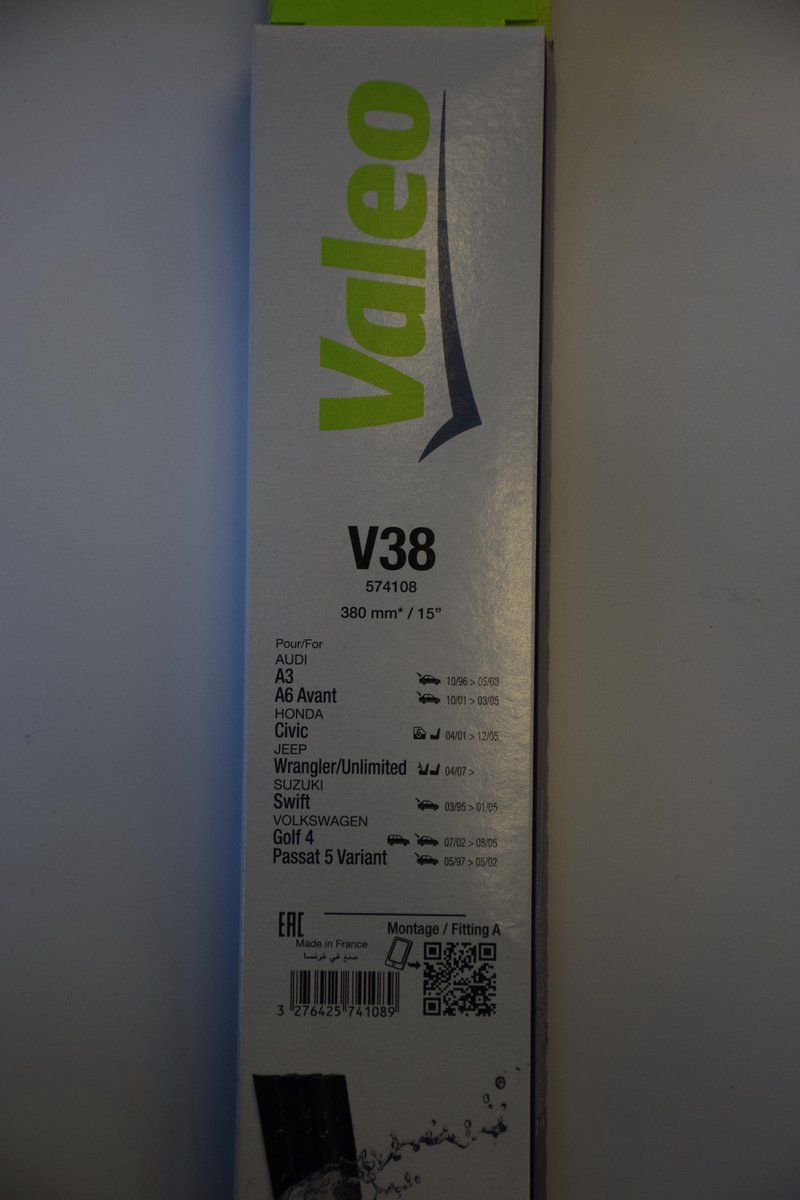 Valeo
V38
574108
380 mm* / 15"
Pour/For
AUDI
A3 10/96 > 05/03
A6 Avant 10/01 > 03/05
HONDA
Civic 04/01 > 12/05
JEEP
Wrangler/Unlimited 04/07 >
SUZUKI
Swift 03/95 > 01/05
VOLKSWAGEN
Golf 4 07/02 > 08/05
Passat 5 Variant 05/97 > 05/02
EAC
Montage / Fitting A
Made in France
صنع في فرنسا
3 276425 741089